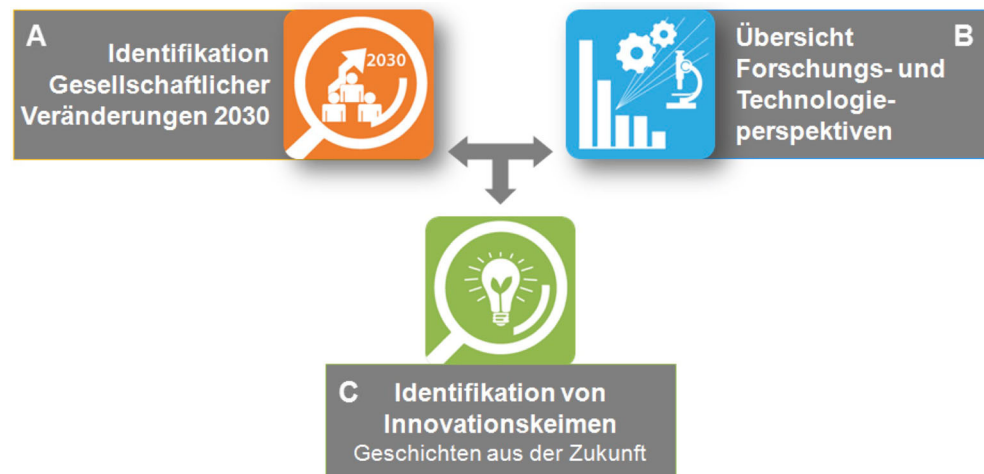 A
Identifikation
Gesellschaftlicher
Veränderungen 2030
2030
Übersicht
Forschungs- und
Technologie-
perspektiven
B
C
Identifikation von
Innovationskeimen
Geschichten aus der Zukunft